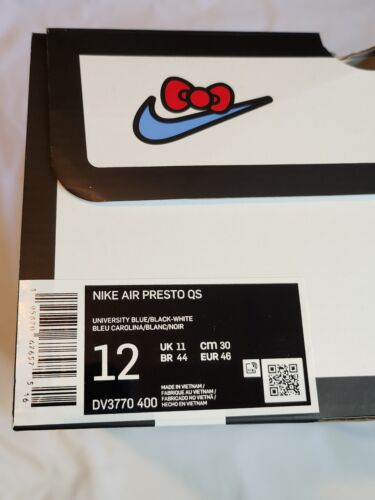 NIKE AIR PRESTO QS
UNIVERSITY BLUE/BLACK-WHITE
BLEU CAROLINA/BLANC/NOIR
12
UK 11 CM 30
BR 44 EUR 46
MADE IN VIETNAM/
FABRIQUE AU VIETNAM/
FABRICADO NO VIETNÃ/
HECHO EN VIETNAM
DV3770 400